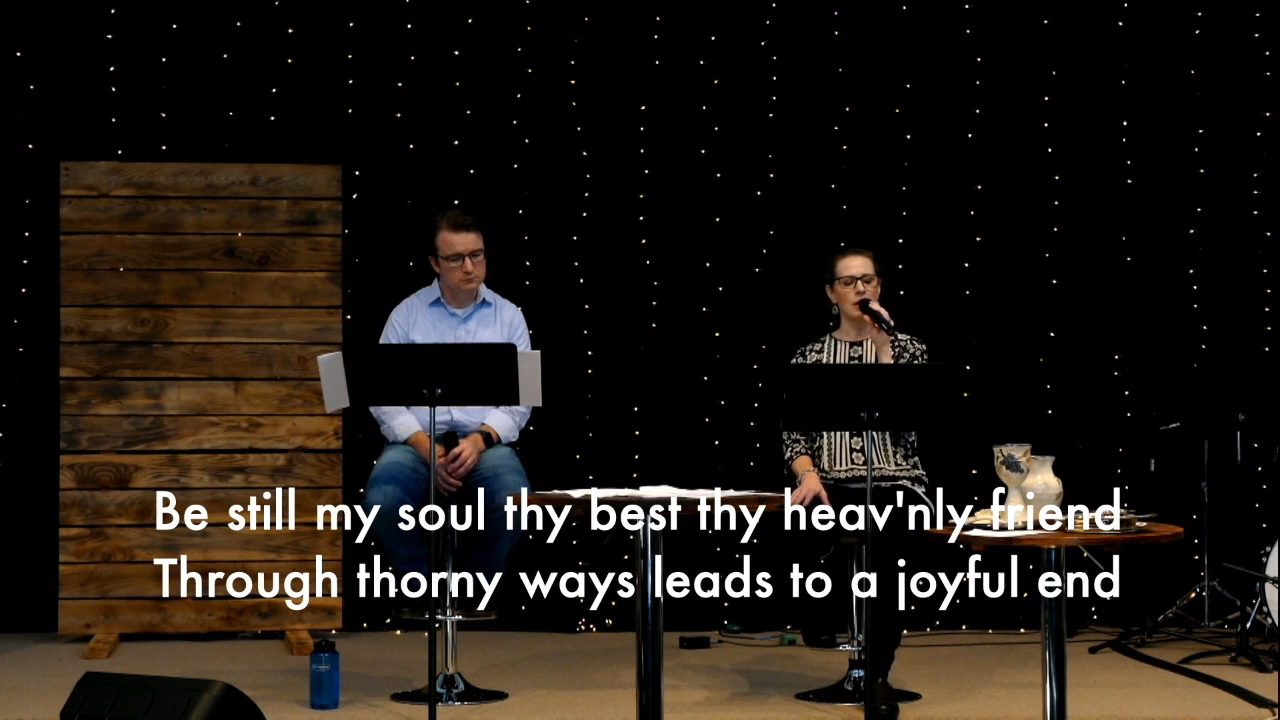 Be still my soul thy best thy heav'nly friend
Through thorny ways leads to a joyful end